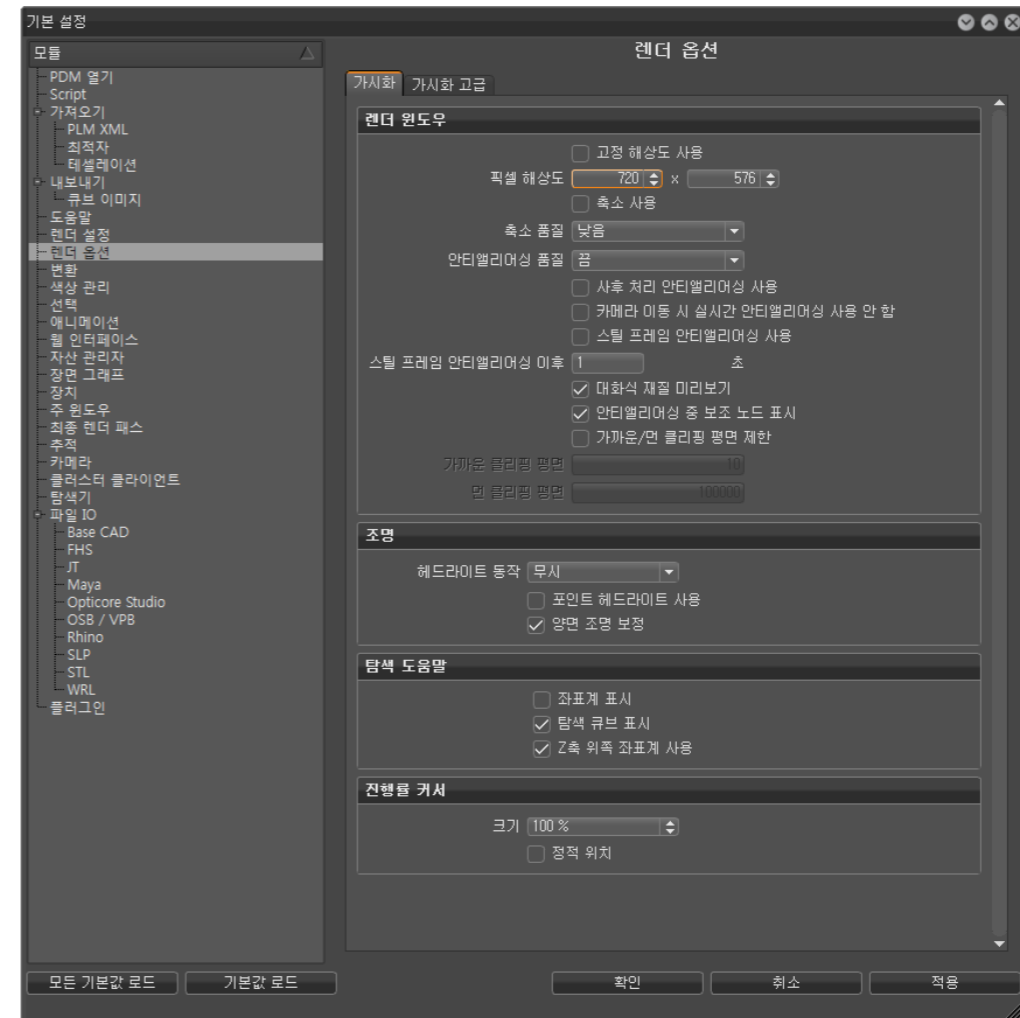 기본 설정
모듈
PDM 열기
Script
가져오기
PLM XML
최적자
테셀레이션
내보내기
큐브 이미지
도움말
렌더 설정
렌더 옵션
변환
색상 관리
선택
애니메이션
웹 인터페이스
자산 관리자
장면 그래프
장치
주 윈도우
최종 렌더 패스
추적
카메라
클러스터 클라이언트
탐색기
파일 IO
Base CAD
FHS
JT
Maya
Opticore Studio
OSB / VPB
Rhino
SLP
STL
WRL
플러그인
렌더 옵션
가시화 가시화 고급
렌더 윈도우
고정 해상도 사용
픽셀 해상도 720 x 576
축소 사용
축소 품질 낮음
안티앨리어싱 품질 끔
사후 처리 안티앨리어싱 사용
카메라 이동 시 실시간 안티앨리어싱 사용 안 함
스틸 프레임 안티앨리어싱 사용
스틸 프레임 안티앨리어싱 이후 1 초
대화식 재질 미리보기
안티앨리어싱 중 보조 노드 표시
가까운/먼 클리핑 평면 제한
가까운 클리핑 평면 10
먼 클리핑 평면 100000
조명
헤드라이트 동작 무시
포인트 헤드라이트 사용
양면 조명 보정
탐색 도움말
좌표계 표시
탐색 큐브 표시
Z축 위쪽 좌표계 사용
진행률 커서
크기 100 %
정적 위치
모든 기본값 로드 기본값 로드 확인 취소 적용